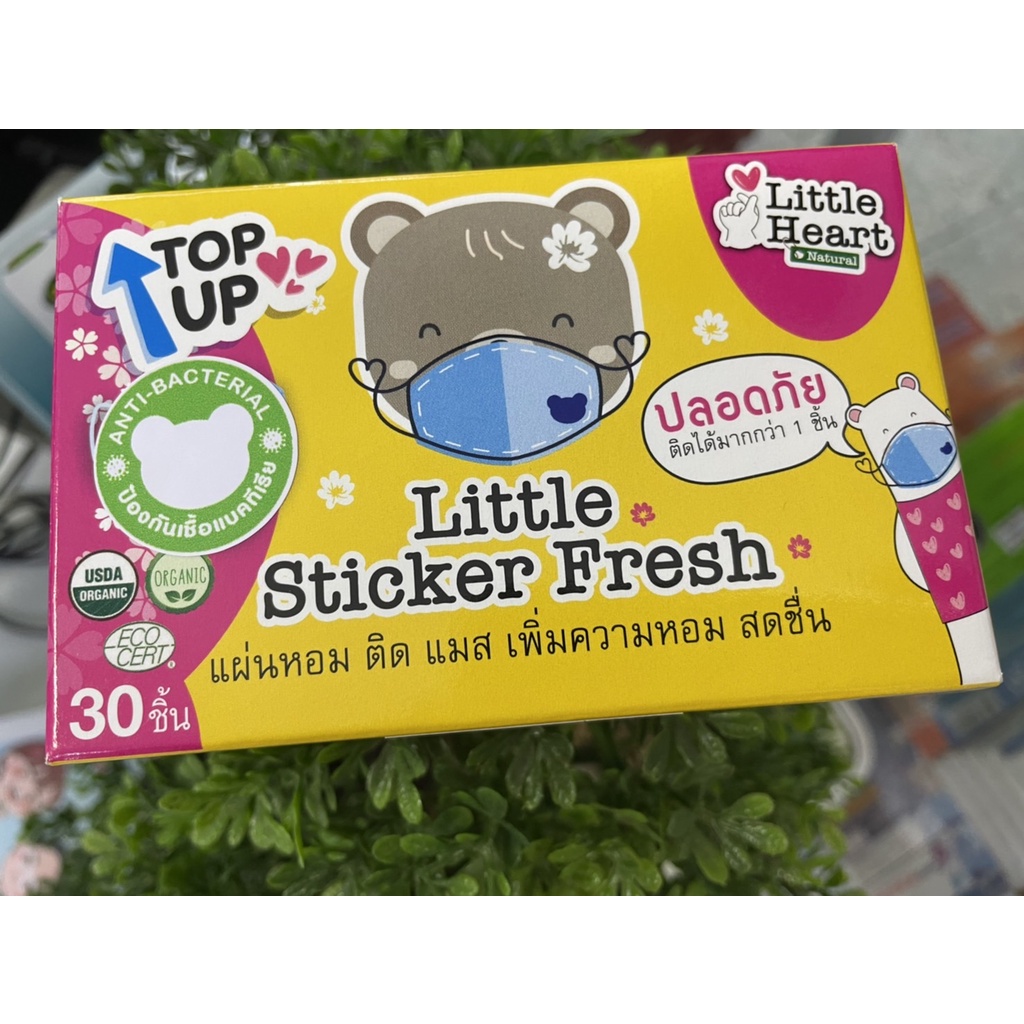 TOP
UP
Little
Heart
Natural
ANTI-BACTERIAL
ป้องกันเชื้อแบคทีเรีย
ปลอดภัย
ติดได้มากกว่า 1 ชิ้น
Little
Sticker Fresh
USDA
ORGANIC
ORGANIC
ECO
CERT
®
แผ่นหอม ติด แมส เพิ่มความหอม สดชื่น
30 ชิ้น